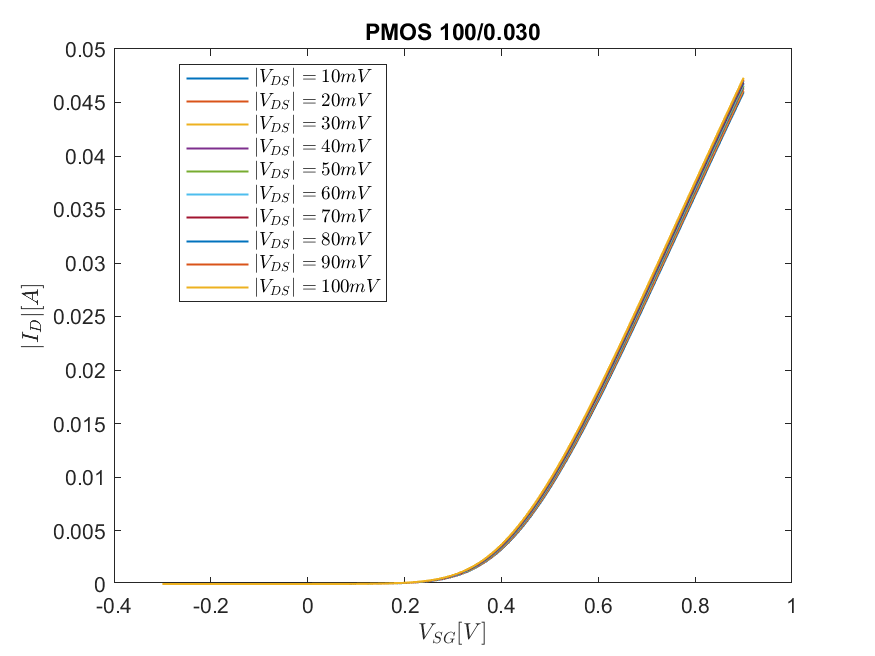 PMOS 100/0.030
0.05
0.045
0.04
0.035
0.03
0.025
0.02
0.015
0.01
0.005
0
|V_{DS}| = 10mV
|V_{DS}| = 20mV
|V_{DS}| = 30mV
|V_{DS}| = 40mV
|V_{DS}| = 50mV
|V_{DS}| = 60mV
|V_{DS}| = 70mV
|V_{DS}| = 80mV
|V_{DS}| = 90mV
|V_{DS}| = 100mV
|I_D|[A]
-0.4 -0.2 0 0.2 0.4 0.6 0.8 1
V_{SG}[V]